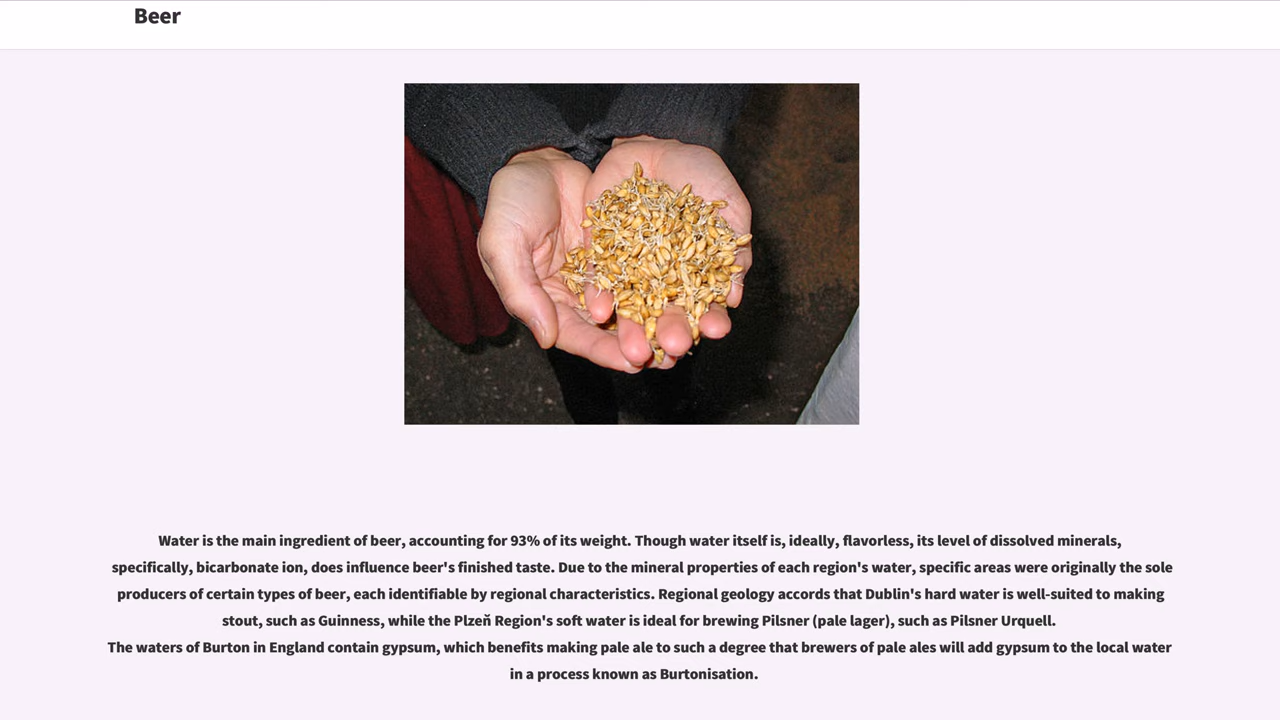 Beer
Water is the main ingredient of beer, accounting for 93% of its weight. Though water itself is, ideally, flavorless, its level of dissolved minerals,
specifically, bicarbonate ion, does influence beer's finished taste. Due to the mineral properties of each region's water, specific areas were originally the sole
producers of certain types of beer, each identifiable by regional characteristics. Regional geology accords that Dublin's hard water is well-suited to making
stout, such as Guinness, while the Plzeň Region's soft water is ideal for brewing Pilsner (pale lager), such as Pilsner Urquell.
The waters of Burton in England contain gypsum, which benefits making pale ale to such a degree that brewers of pale ales will add gypsum to the local water
in a process known as Burtonisation.